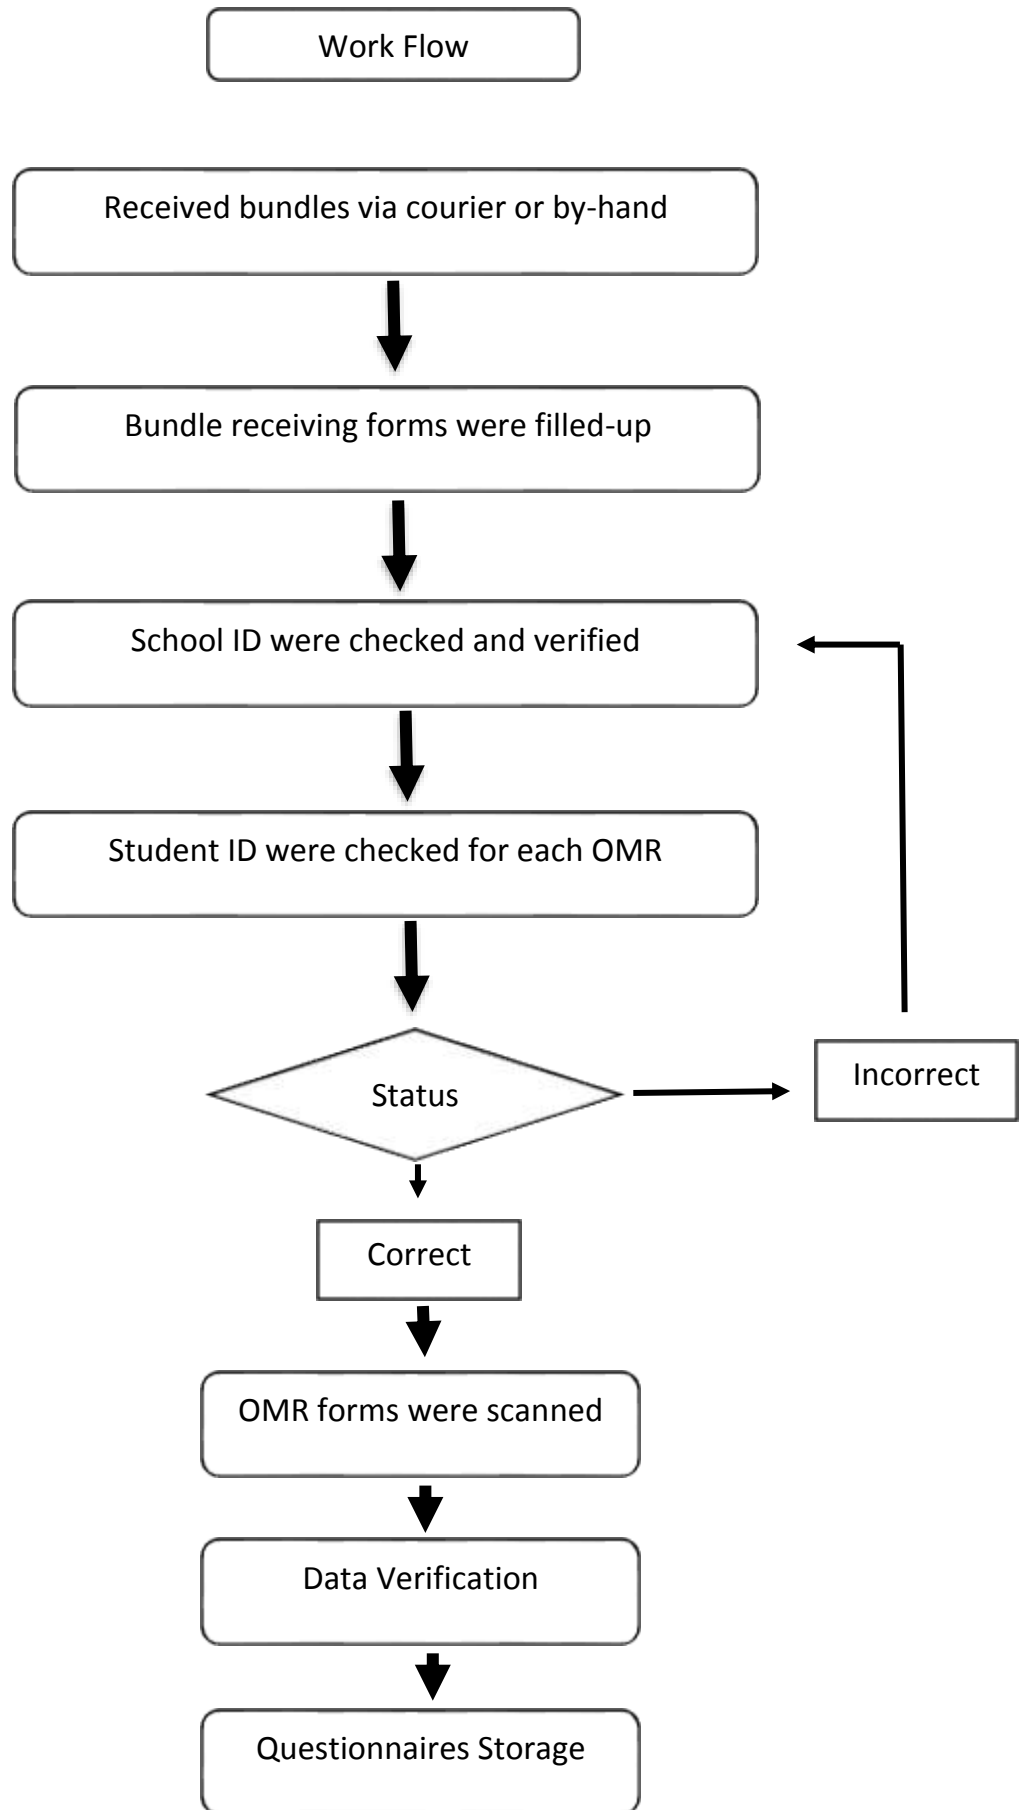 Work Flow
Received bundles via courier or by-hand
Bundle receiving forms were filled-up
School ID were checked and verified
Student ID were checked for each OMR
Status
Incorrect
Correct
OMR forms were scanned
Data Verification
Questionnaires Storage